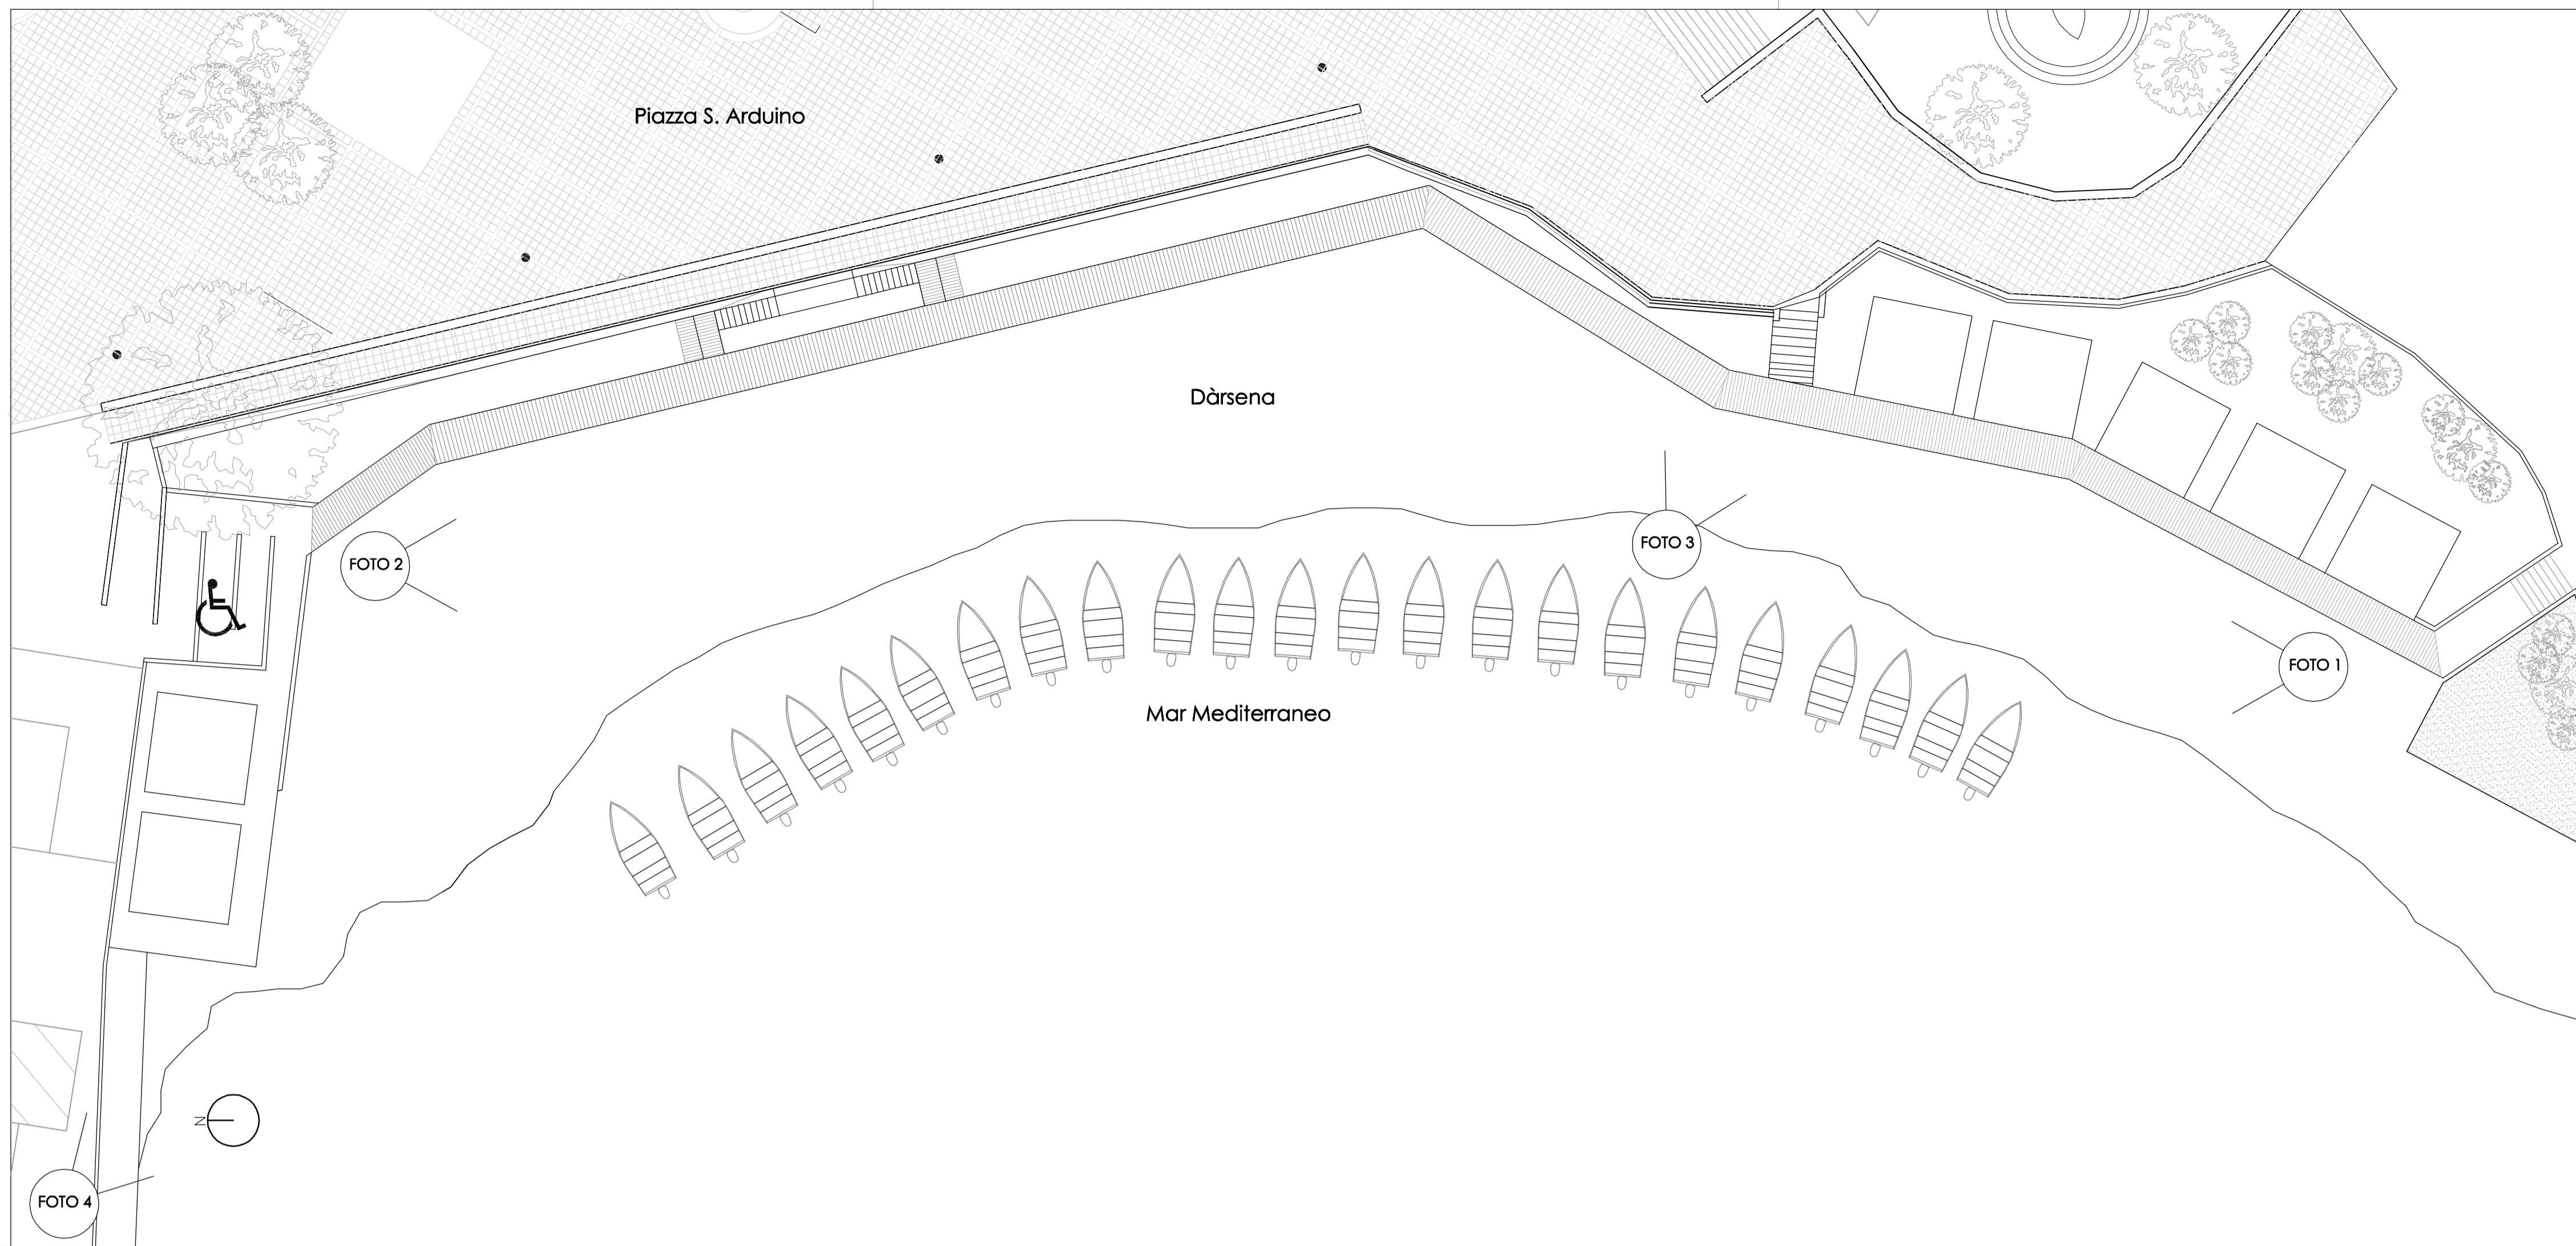 Piazza S. Arduino
Dàrsena
FOTO 3
FOTO 2
FOTO 1
Mar Mediterraneo
N
FOTO 4